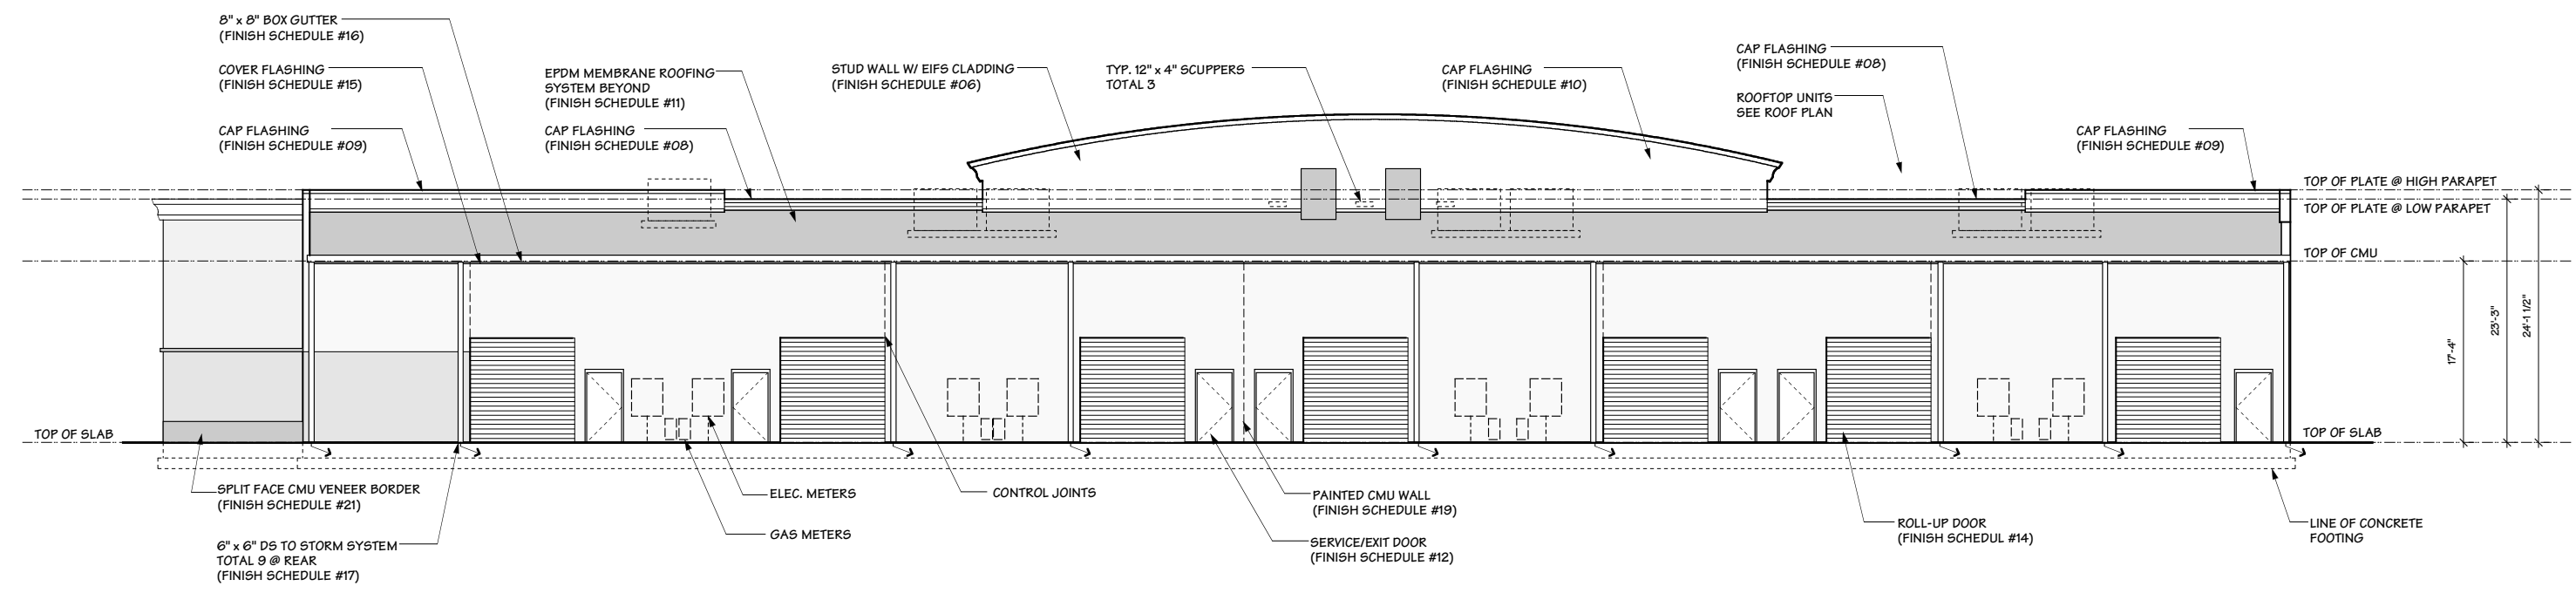 8" x 8" BOX GUTTER
(FINISH SCHEDULE #16)
COVER FLASHING
(FINISH SCHEDULE #15)
CAP FLASHING
(FINISH SCHEDULE #09)
EPDM MEMBRANE ROOFING
SYSTEM BEYOND
(FINISH SCHEDULE #11)
CAP FLASHING
(FINISH SCHEDULE #08)
STUD WALL W/ EIFS CLADDING
(FINISH SCHEDULE #06)
TYP. 12" x 4" SCUPPERS
TOTAL 3
CAP FLASHING
(FINISH SCHEDULE #10)
CAP FLASHING
(FINISH SCHEDULE #08)
ROOFTOP UNITS
SEE ROOF PLAN
CAP FLASHING
(FINISH SCHEDULE #09)
TOP OF PLATE @ HIGH PARAPET
TOP OF PLATE @ LOW PARAPET
TOP OF CMU
17'-4"
23'-3"
24'-1 1/2"
TOP OF SLAB
TOP OF SLAB
SPLIT FACE CMU VENEER BORDER
(FINISH SCHEDULE #21)
6" x 6" DS TO STORM SYSTEM
TOTAL 9 @ REAR
(FINISH SCHEDULE #17)
ELEC. METERS
GAS METERS
CONTROL JOINTS
PAINTED CMU WALL
(FINISH SCHEDULE #19)
SERVICE/EXIT DOOR
(FINISH SCHEDULE #12)
ROLL-UP DOOR
(FINISH SCHEDUL #14)
LINE OF CONCRETE
FOOTING